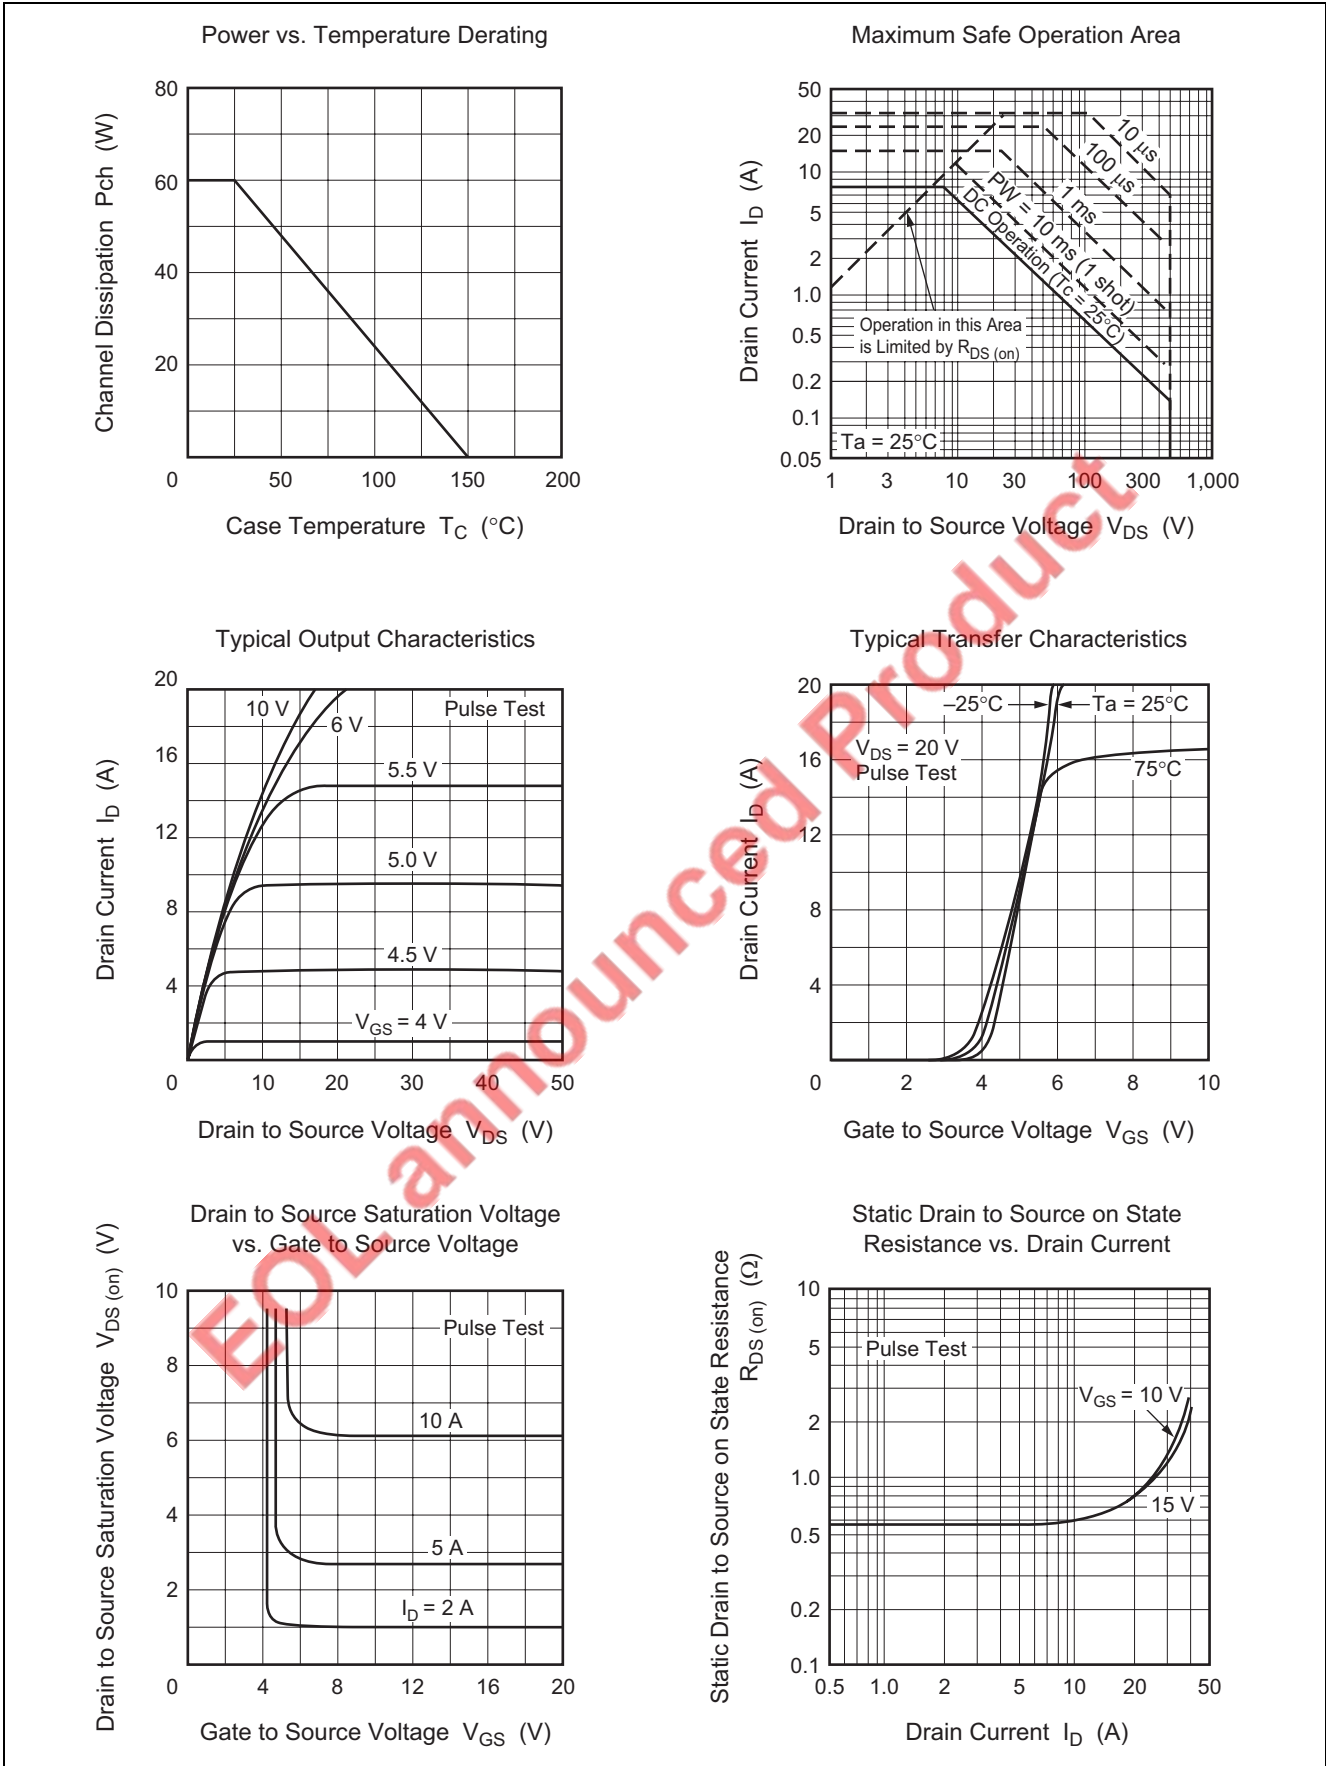 Power vs. Temperature Derating
Channel Dissipation Pch (W)
80
60
40
20
0 50 100 150 200
Case Temperature TC (°C)
Maximum Safe Operation Area
Drain Current ID (A)
50
20
10
5
2
1.0
0.5
0.2
0.1
0.05
10 μs
100 μs
1 ms
PW = 10 ms (1 shot)
DC Operation (Tc = 25°C)
Operation in this Area
is Limited by RDS (on)
Ta = 25°C
1 3 10 30 100 300 1,000
Drain to Source Voltage VDS (V)
Typical Output Characteristics
Drain Current ID (A)
20
16
12
8
4
10 V
6 V
Pulse Test
5.5 V
5.0 V
4.5 V
VGS = 4 V
0 10 20 30 40 50
Drain to Source Voltage VDS (V)
Typical Transfer Characteristics
Drain Current ID (A)
20
16
12
8
4
–25°C
Ta = 25°C
VDS = 20 V
Pulse Test
75°C
0 2 4 6 8 10
Gate to Source Voltage VGS (V)
Drain to Source Saturation Voltage
vs. Gate to Source Voltage
Drain to Source Saturation Voltage VDS (on) (V)
10
8
6
4
2
Pulse Test
10 A
5 A
ID = 2 A
0 4 8 12 16 20
Gate to Source Voltage VGS (V)
Static Drain to Source on State
Resistance vs. Drain Current
Static Drain to Source on State Resistance
RDS (on) (Ω)
10
5
2
1.0
0.5
0.2
0.1
Pulse Test
VGS = 10 V
15 V
0.5 1.0 2 5 10 20 50
Drain Current ID (A)
EOL announced Product